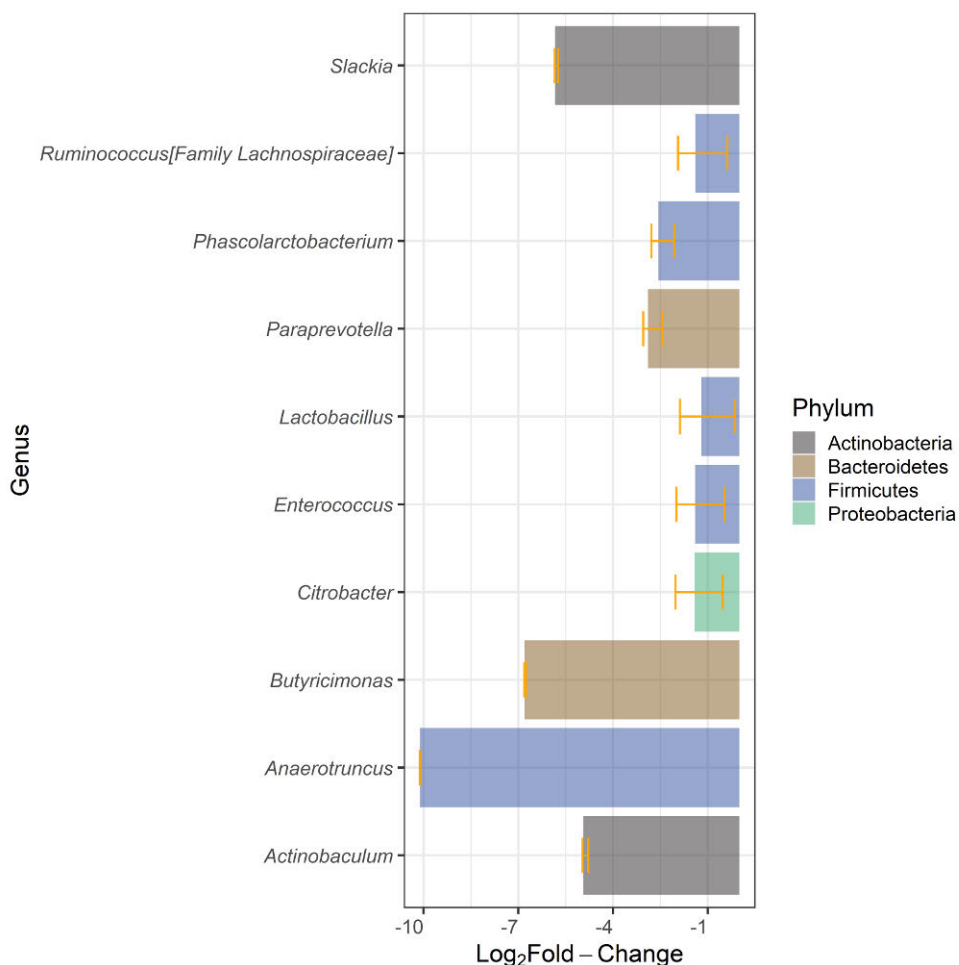 Genus
Slackia
Ruminococcus[Family Lachnospiraceae]
Phascolarctobacterium
Paraprevotella
Lactobacillus
Enterococcus
Citrobacter
Butyricimonas
Anaerotruncus
Actinobaculum
-10 -7 -4 -1
Log₂Fold – Change
Phylum
Actinobacteria
Bacteroidetes
Firmicutes
Proteobacteria